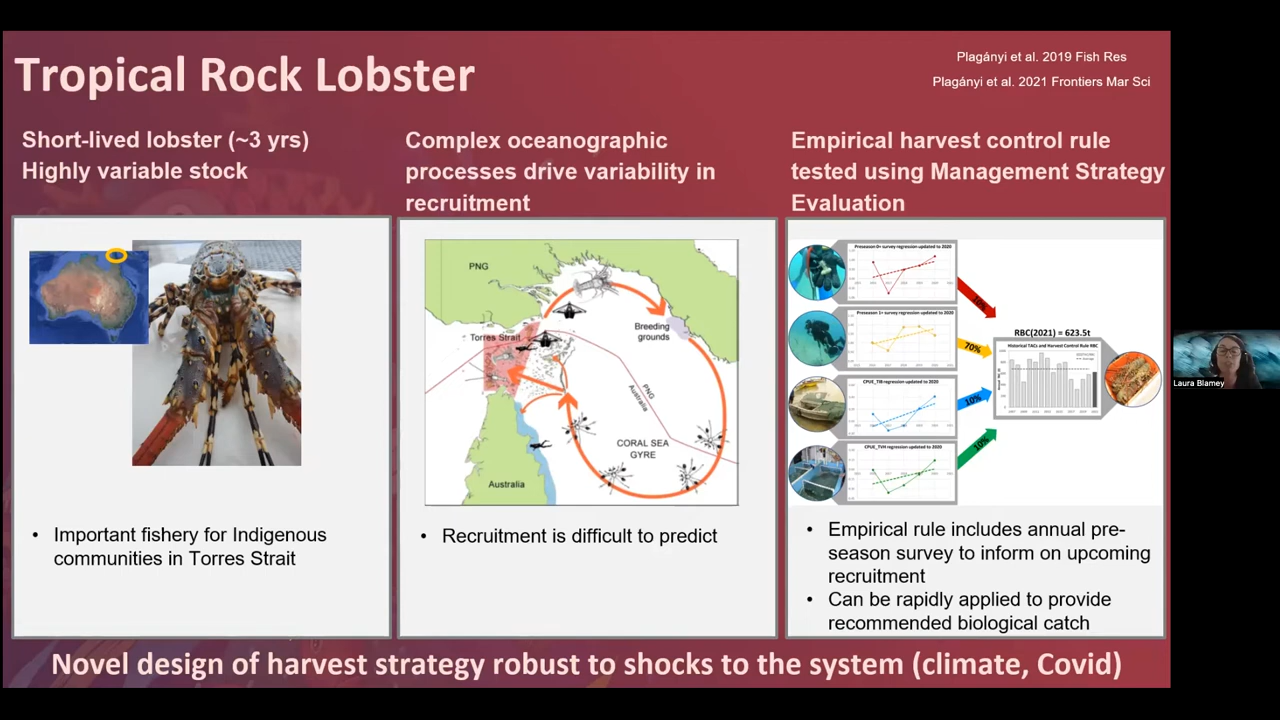 Tropical Rock Lobster
Plagányi et al. 2019 Fish Res
Plagányi et al. 2021 Frontiers Mar Sci
Short-lived lobster (~3 yrs)
Highly variable stock
Complex oceanographic
processes drive variability in
recruitment
Empirical harvest control rule
tested using Management Strategy
Evaluation
PNG
Torres Strait
Breeding
grounds
PNG
Australia
CORAL SEA
GYRE
Australia
Preseason 0+ survey regression updated to 2020
Preseason 1+ survey regression updated to 2020
CPUE_TIB regression updated to 2020
CPUE_TVH regression updated to 2020
10%
70%
10%
10%
RBC(2021) = 623.5t
Historical TACs and Harvest Control Rule RBC
• Important fishery for Indigenous
communities in Torres Strait
• Recruitment is difficult to predict
• Empirical rule includes annual pre-
season survey to inform on upcoming
recruitment
• Can be rapidly applied to provide
recommended biological catch
Novel design of harvest strategy robust to shocks to the system (climate, Covid)
Laura Blamey